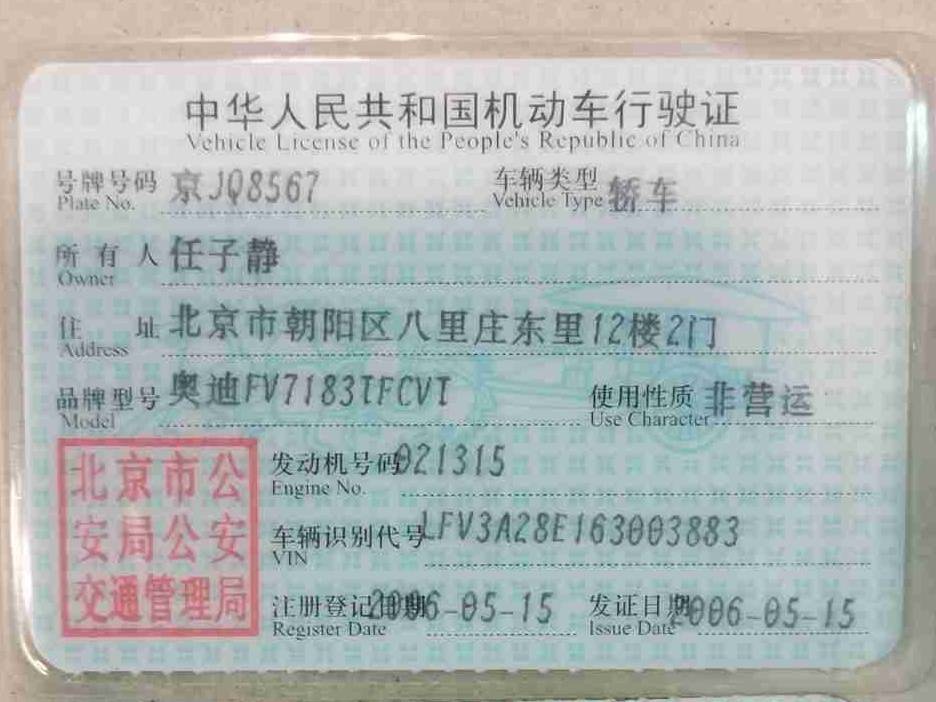 中华人民共和国机动车行驶证
Vehicle License of the People's Republic of China
号牌号码 京JQ8567 车辆类型 轿车
Plate No. Vehicle Type
所有人 任子静
Owner
住址 北京市朝阳区八里庄东里12楼2门
Address
品牌型号 奥迪FV7183TFCVT 使用性质 非营运
Model Use Character
北京市公
安局公安
交通管理局
发动机号码 021315
Engine No.
车辆识别代号 LFV3A28E163003883
VIN
注册登记日期 2006-05-15 发证日期 2006-05-15
Register Date Issue Date